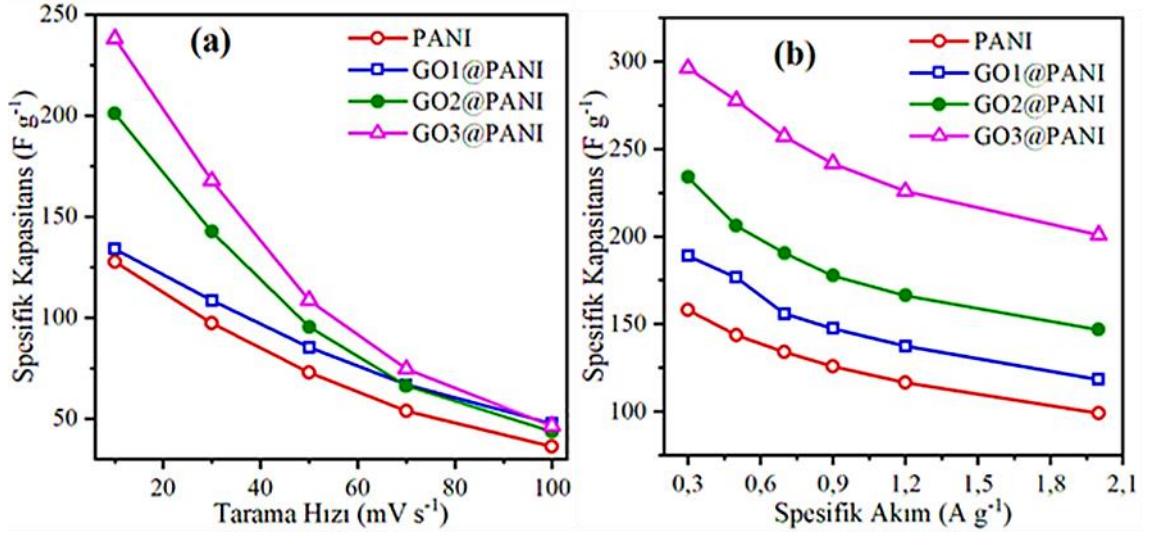 (a)
PANI
GO1@PANI
GO2@PANI
GO3@PANI
250
200
150
100
50
Spesifik Kapasitans (F g⁻¹)
20 40 60 80 100
Tarama Hızı (mV s⁻¹)
(b)
PANI
GO1@PANI
GO2@PANI
GO3@PANI
300
250
200
150
100
Spesifik Kapasitans (F g⁻¹)
0,3 0,6 0,9 1,2 1,5 1,8 2,1
Spesifik Akım (A g⁻¹)